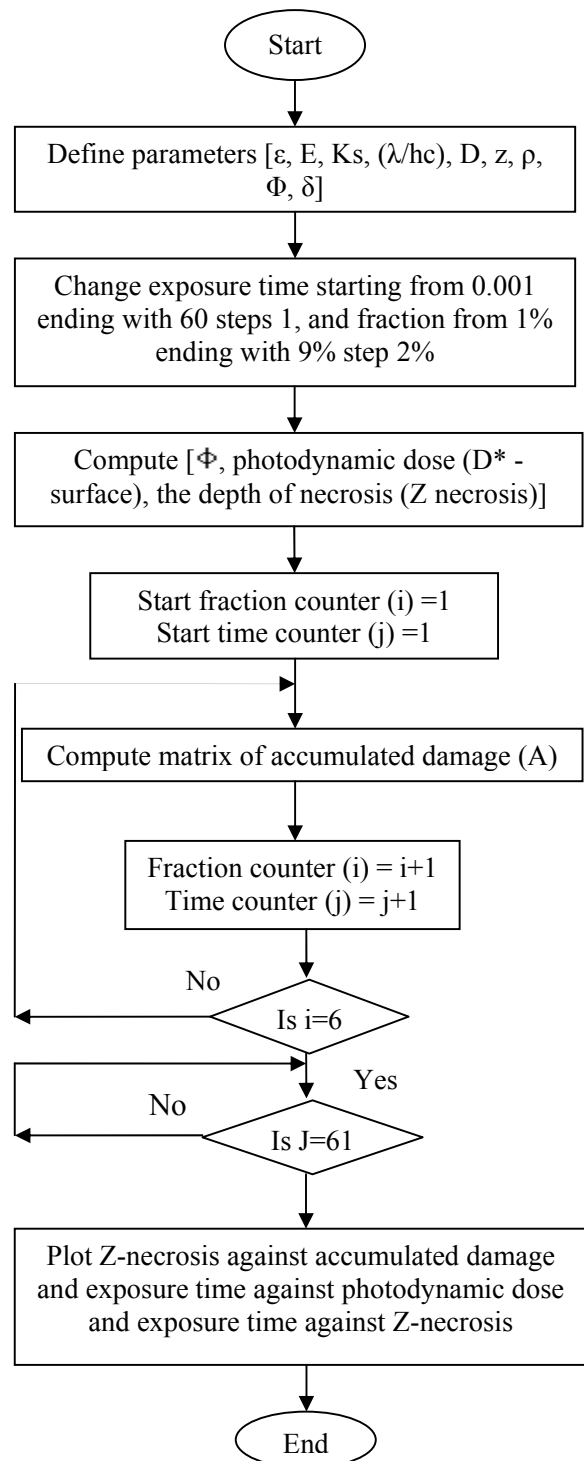 Start
Define parameters [ε, E, Ks, (λ/hc), D, z, ρ,
Φ, δ]
Change exposure time starting from 0.001
ending with 60 steps 1, and fraction from 1%
ending with 9% step 2%
Compute [Φ, photodynamic dose (D* -
surface), the depth of necrosis (Z necrosis)]
Start fraction counter (i) =1
Start time counter (j) =1
Compute matrix of accumulated damage (A)
Fraction counter (i) = i+1
Time counter (j) = j+1
No
Is i=6
Yes
No
Is J=61
Plot Z-necrosis against accumulated damage
and exposure time against photodynamic dose
and exposure time against Z-necrosis
End